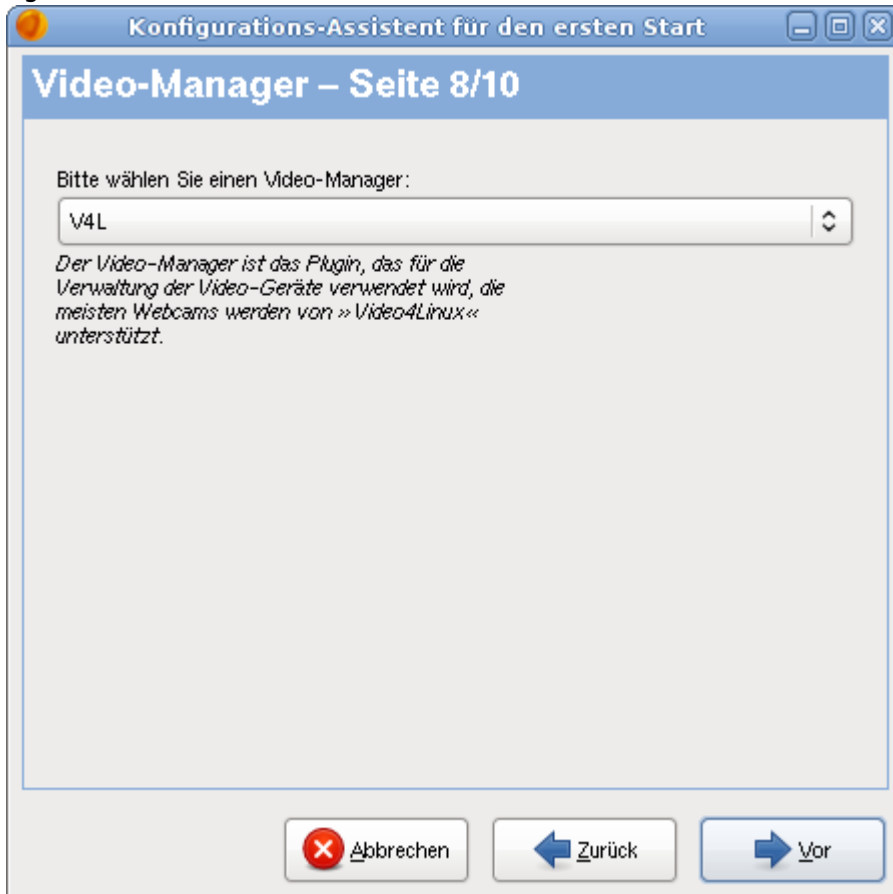 Konfigurations-Assistent für den ersten Start
Video-Manager – Seite 8/10
Bitte wählen Sie einen Video-Manager:
V4L
Der Video-Manager ist das Plugin, das für die
Verwaltung der Video-Geräte verwendet wird, die
meisten Webcams werden von »Video4Linux«
unterstützt.
Abbrechen
Zurück
Vor